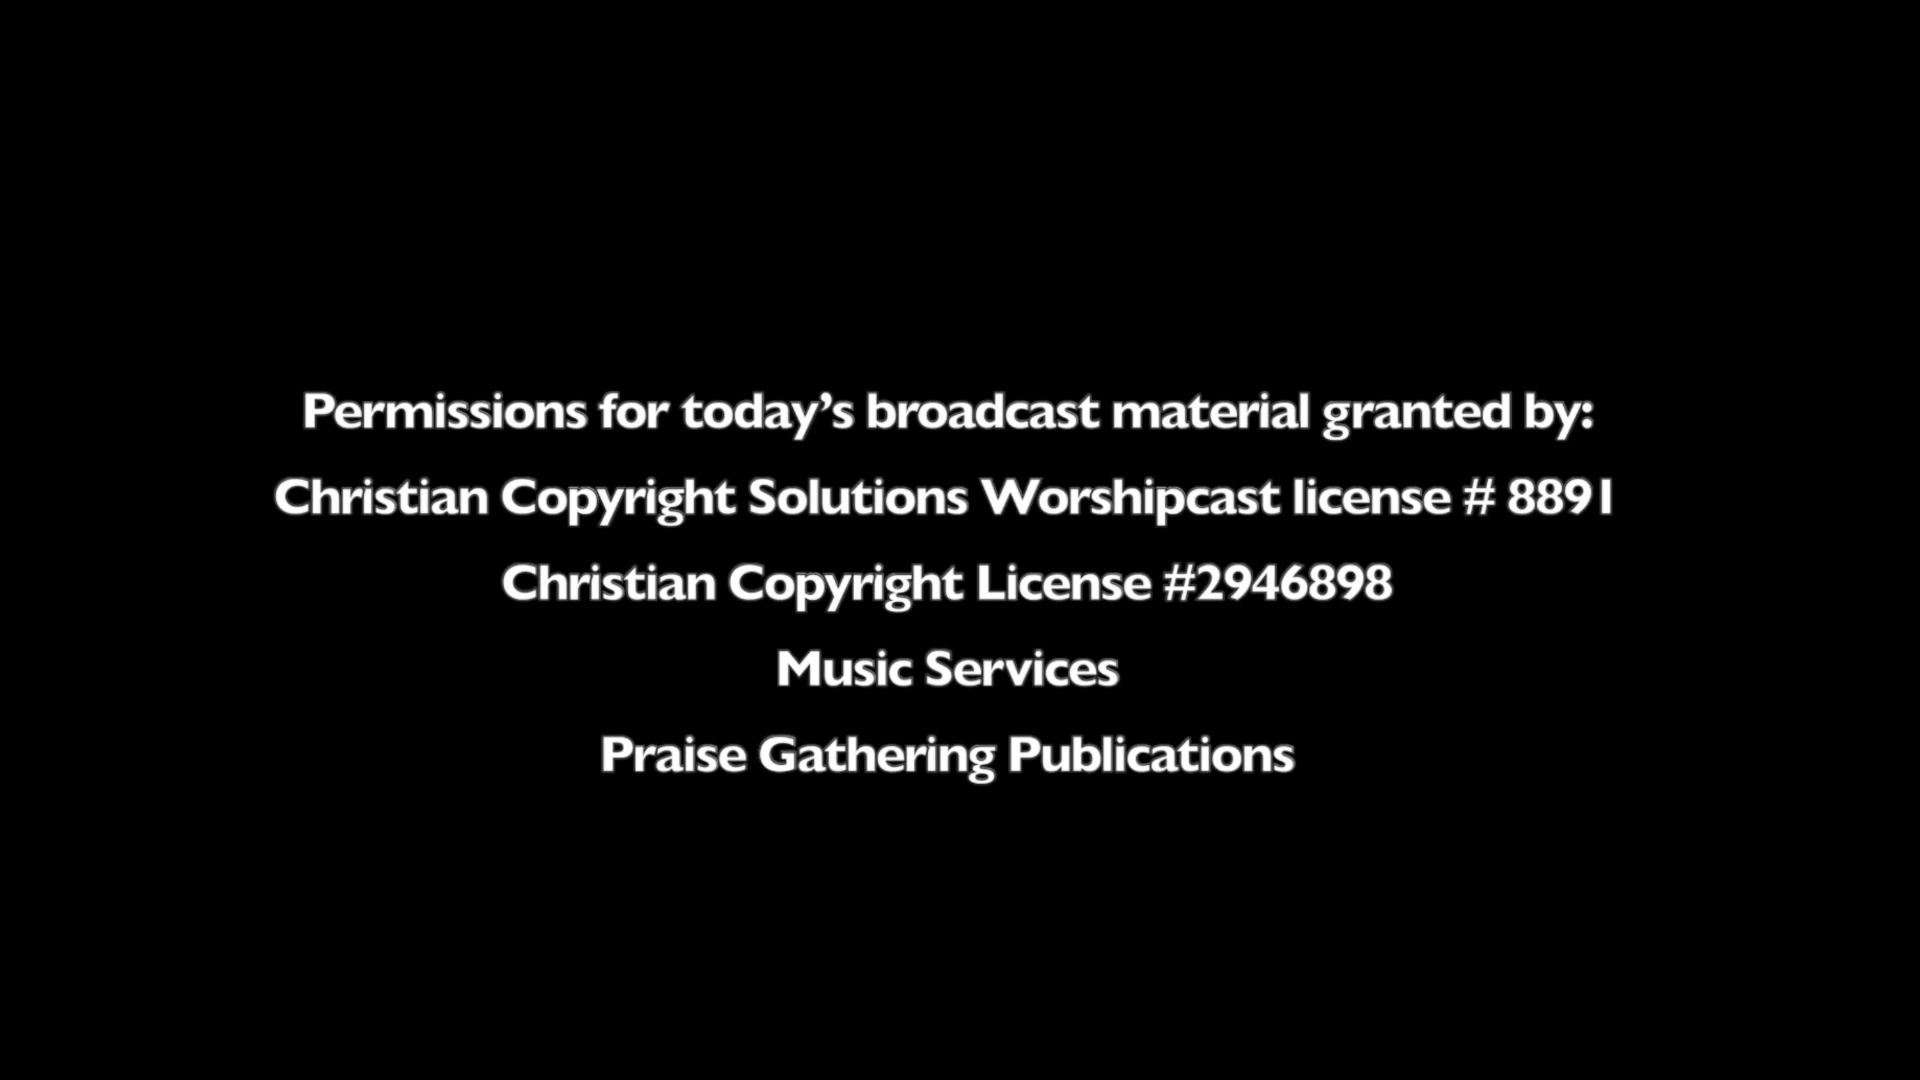 Permissions for today’s broadcast material granted by:
Christian Copyright Solutions Worshipcast license # 8891
Christian Copyright License #2946898
Music Services
Praise Gathering Publications